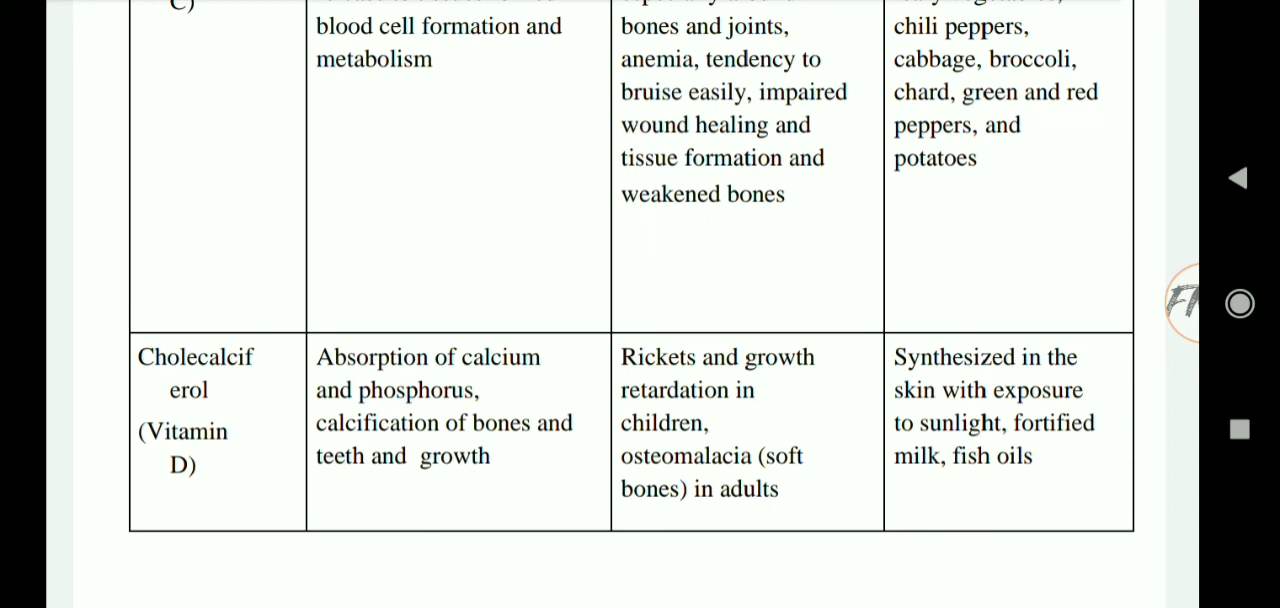 C)
blood cell formation and
metabolism
bones and joints,
anemia, tendency to
bruise easily, impaired
wound healing and
tissue formation and
weakened bones
chili peppers,
cabbage, broccoli,
chard, green and red
peppers, and
potatoes
Cholecalcif
erol
(Vitamin
D)
Absorption of calcium
and phosphorus,
calcification of bones and
teeth and growth
Rickets and growth
retardation in
children,
osteomalacia (soft
bones) in adults
Synthesized in the
skin with exposure
to sunlight, fortified
milk, fish oils